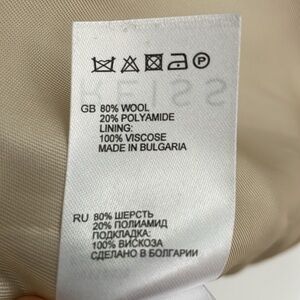 REISS
GB 80% WOOL
20% POLYAMIDE
LINING:
100% VISCOSE
MADE IN BULGARIA
RU 80% ШЕРСТЬ
20% ПОЛИАМИД
ПОДКЛАДКА:
100% ВИСКОЗА
СДЕЛАНО В БОЛГАРИИ